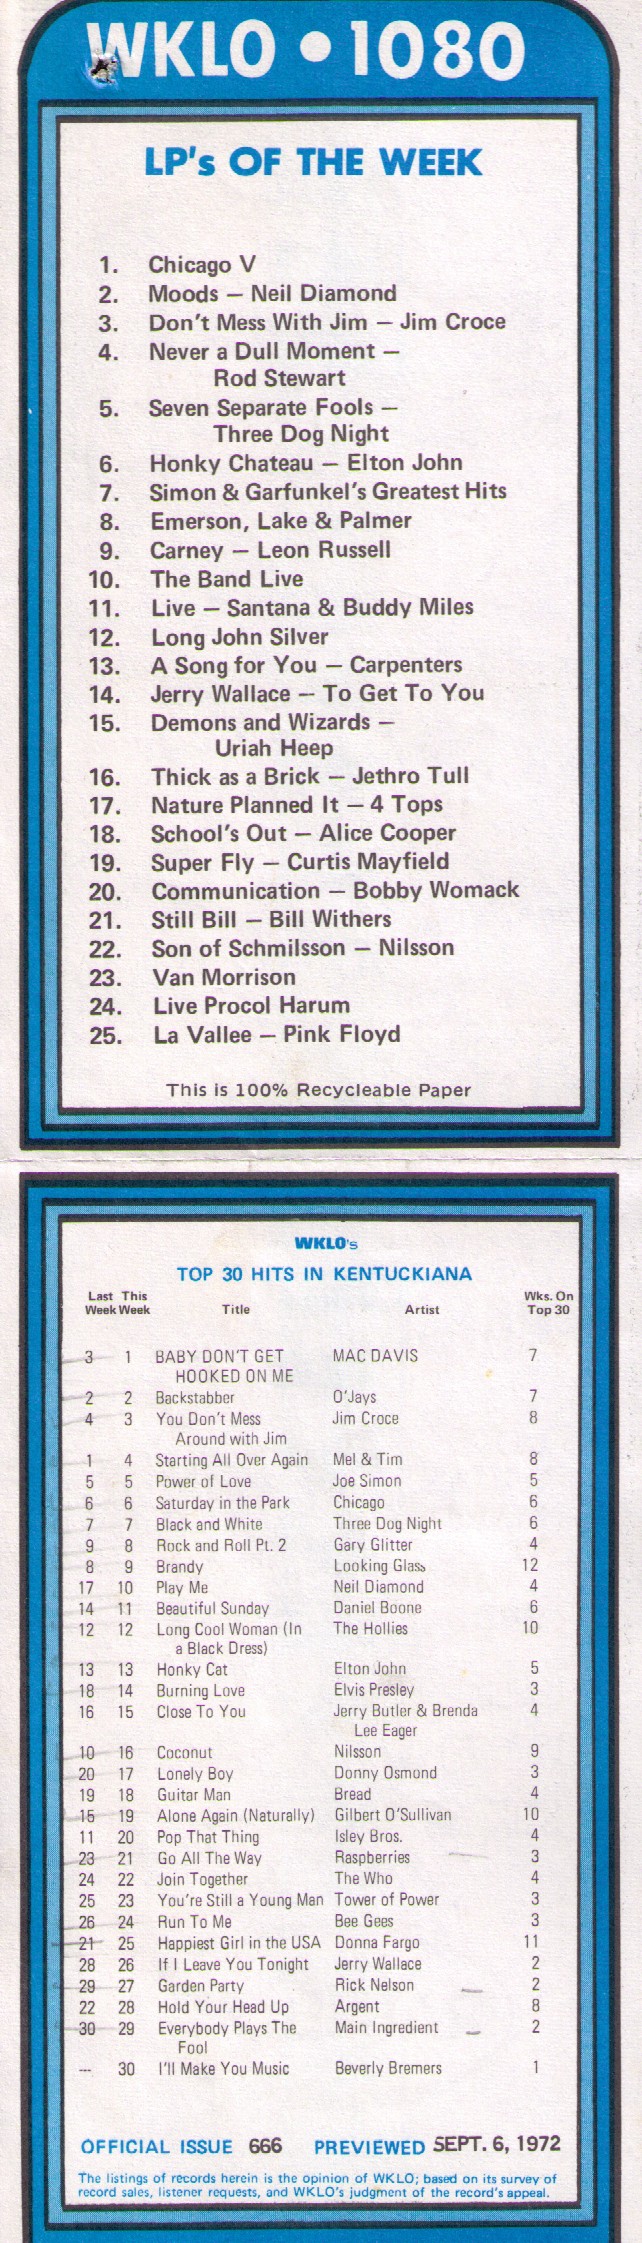 WKLO • 1080
LP's OF THE WEEK
1. Chicago V
2. Moods — Neil Diamond
3. Don't Mess With Jim — Jim Croce
4. Never a Dull Moment —
Rod Stewart
5. Seven Separate Fools —
Three Dog Night
6. Honky Chateau — Elton John
7. Simon & Garfunkel's Greatest Hits
8. Emerson, Lake & Palmer
9. Carney — Leon Russell
10. The Band Live
11. Live — Santana & Buddy Miles
12. Long John Silver
13. A Song for You — Carpenters
14. Jerry Wallace — To Get To You
15. Demons and Wizards —
Uriah Heep
16. Thick as a Brick — Jethro Tull
17. Nature Planned It — 4 Tops
18. School's Out — Alice Cooper
19. Super Fly — Curtis Mayfield
20. Communication — Bobby Womack
21. Still Bill — Bill Withers
22. Son of Schmilsson — Nilsson
23. Van Morrison
24. Live Procol Harum
25. La Vallee — Pink Floyd
This is 100% Recycleable Paper
WKLO's
TOP 30 HITS IN KENTUCKIANA
Last This Wks. On
Week Week Title Artist Top 30
3 1 BABY DON'T GET MAC DAVIS 7
HOOKED ON ME
2 2 Backstabber O'Jays 7
4 3 You Don't Mess Jim Croce 8
Around with Jim
1 4 Starting All Over Again Mel & Tim 8
5 5 Power of Love Joe Simon 5
6 6 Saturday in the Park Chicago 6
7 7 Black and White Three Dog Night 6
9 8 Rock and Roll Pt. 2 Gary Glitter 4
8 9 Brandy Looking Glass 12
17 10 Play Me Neil Diamond 4
14 11 Beautiful Sunday Daniel Boone 6
12 12 Long Cool Woman (In The Hollies 10
a Black Dress)
13 13 Honky Cat Elton John 5
18 14 Burning Love Elvis Presley 3
16 15 Close To You Jerry Butler & Brenda 4
Lee Eager
10 16 Coconut Nilsson 9
20 17 Lonely Boy Donny Osmond 3
19 18 Guitar Man Bread 4
15 19 Alone Again (Naturally) Gilbert O'Sullivan 10
11 20 Pop That Thing Isley Bros. 4
23 21 Go All The Way Raspberries 3
24 22 Join Together The Who 4
25 23 You're Still a Young Man Tower of Power 3
26 24 Run To Me Bee Gees 3
21 25 Happiest Girl in the USA Donna Fargo 11
28 26 If I Leave You Tonight Jerry Wallace 2
29 27 Garden Party Rick Nelson 2
22 28 Hold Your Head Up Argent 8
30 29 Everybody Plays The Main Ingredient 2
Fool
--- 30 I'll Make You Music Beverly Bremers 1
OFFICIAL ISSUE 666 PREVIEWED SEPT. 6, 1972
The listings of records herein is the opinion of WKLO; based on its survey of
record sales, listener requests, and WKLO's judgment of the record's appeal.